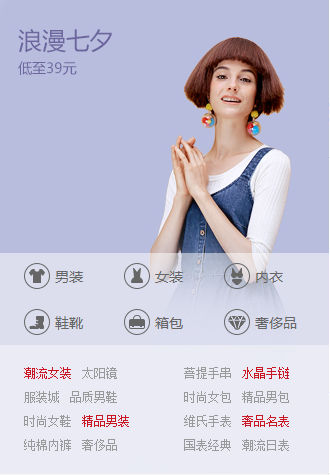 浪漫七夕
低至39元
男装 女装 内衣
鞋靴 箱包 奢侈品
潮流女装 太阳镜 菩提手串 水晶手链
服装城 品质男鞋 时尚女包 精品男包
时尚女鞋 精品男装 维氏手表 奢品名表
纯棉内裤 奢侈品 国表经典 潮流日表